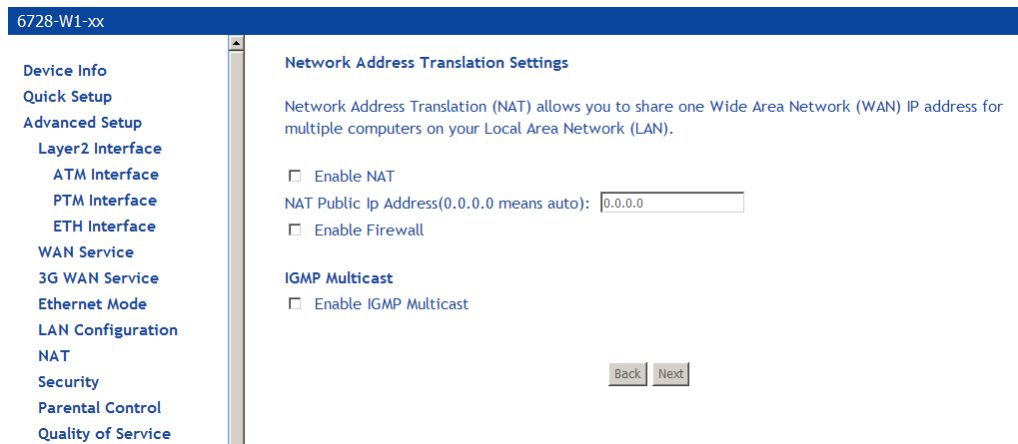 6728-W1-xx
Device Info
Quick Setup
Advanced Setup
Layer2 Interface
ATM Interface
PTM Interface
ETH Interface
WAN Service
3G WAN Service
Ethernet Mode
LAN Configuration
NAT
Security
Parental Control
Quality of Service
Network Address Translation Settings
Network Address Translation (NAT) allows you to share one Wide Area Network (WAN) IP address for
multiple computers on your Local Area Network (LAN).
Enable NAT
NAT Public Ip Address(0.0.0.0 means auto): 0.0.0.0
Enable Firewall
IGMP Multicast
Enable IGMP Multicast
Back Next